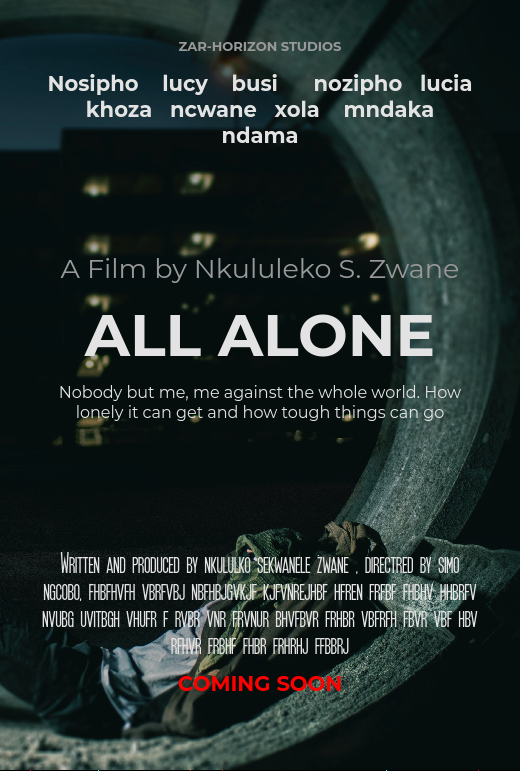 ZAR-HORIZON STUDIOS
Nosipho lucy busi nozipho lucia
khoza ncwane xola mndaka
ndama
A Film by Nkululeko S. Zwane
ALL ALONE
Nobody but me, me against the whole world. How
lonely it can get and how tough things can go
WRITTEN AND PRODUCED BY NKULULKO "SEKWANELE ZWANE , DIRECTRED BY SIMO
NGCOBO, FHBFHVFH VBRFVBJ NBFHBJGVKJF KJFVNREJHBF HFREN FRFBF FHBHV HHBRFV
NVUBG UVITBGH VHUFR F RVBR VNR FRVNUR BHVFBVR FRHBR VBFRFH FBVR VBF HBV
RFHVR FRBHF FHBR FRHRHJ FFBBRJ
COMING SOON